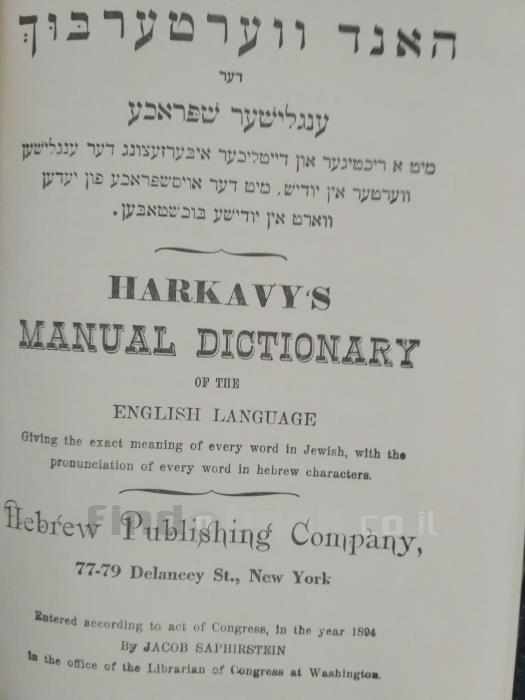 האנד ווערטערבוך
דער
ענגלישער שפראכע
מיט א ריכטיגער און דייטליכער איבערזעצונג דער ענגלישען
ווערטער אין יודיש, מיט דער אויסשפראכע פון יעדען
ווארט אין יודישע בוכשטאבען.
HARKAVY'S
MANUAL DICTIONARY
OF THE
ENGLISH LANGUAGE
Giving the exact meaning of every word in Jewish, with the
pronunciation of every word in hebrew characters.
Hebrew Publishing Company,
77-79 Delancey St., New York
Entered according to act of Congress, in the year 1894
By JACOB SAPHIRSTEIN
In the office of the Librarian of Congress at Washington.